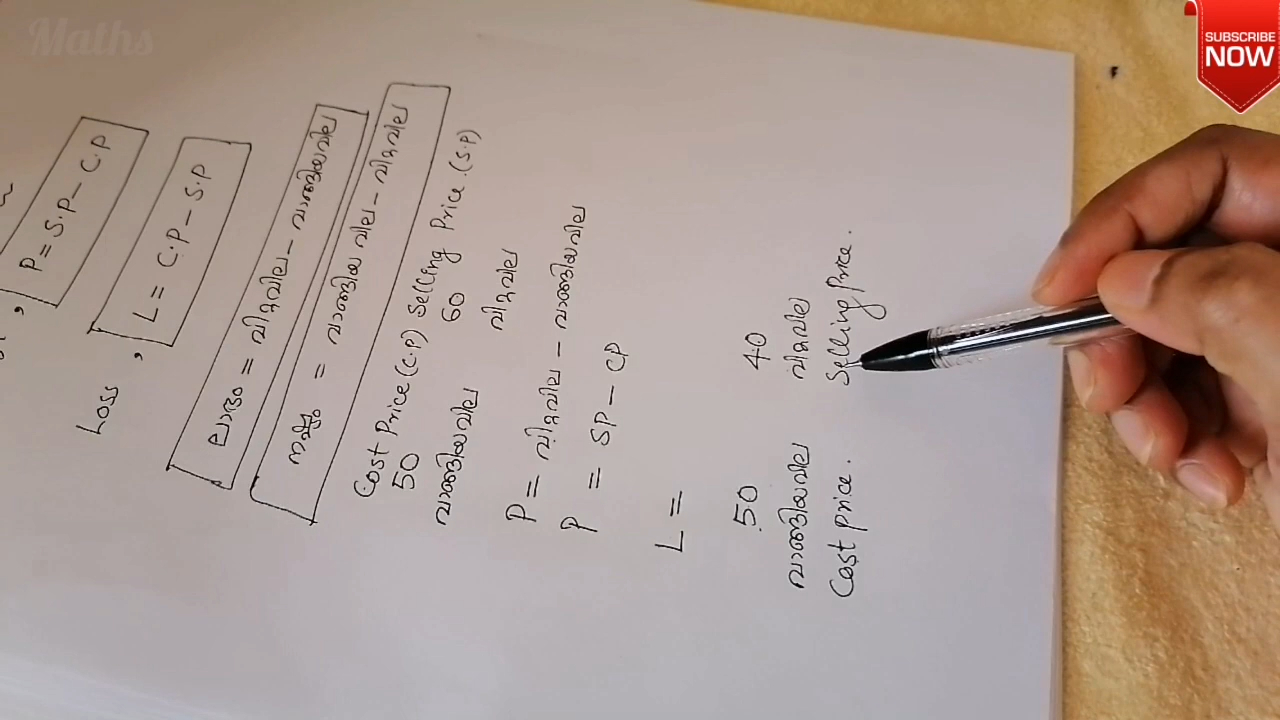 Maths
SUBSCRIBE
NOW
, P = S.P - C.P
Loss , L = C.P - S.P
ലാഭം = വിറ്റവില - വാങ്ങിയവില
നഷ്ടം = വാങ്ങിയ വില - വിറ്റവില
Cost Price (C.P) Selling Price (S.P)
50 60
വാങ്ങിയവില വിറ്റവില
P = വിറ്റവില - വാങ്ങിയവില
P = SP - CP
L =
50 40
വാങ്ങിയവില വിറ്റവില
Cost price. Selling Price.